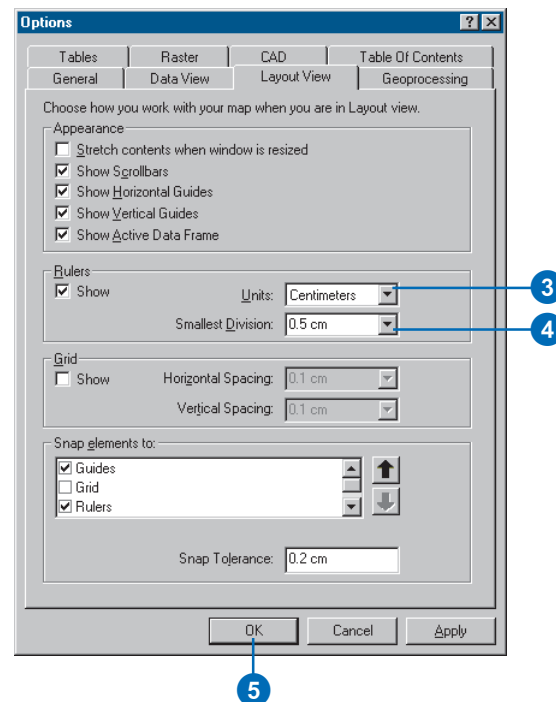 Options
Tables Raster CAD Table Of Contents
General Data View Layout View Geoprocessing
Choose how you work with your map when you are in Layout view.
Appearance
Stretch contents when window is resized
Show Scrollbars
Show Horizontal Guides
Show Vertical Guides
Show Active Data Frame
Rulers
Show Units: Centimeters 3
Smallest Division: 0.5 cm 4
Grid
Show Horizontal Spacing: 0.1 cm
Vertical Spacing: 0.1 cm
Snap elements to:
Guides
Grid
Rulers
Snap Tolerance: 0.2 cm
OK Cancel Apply
5